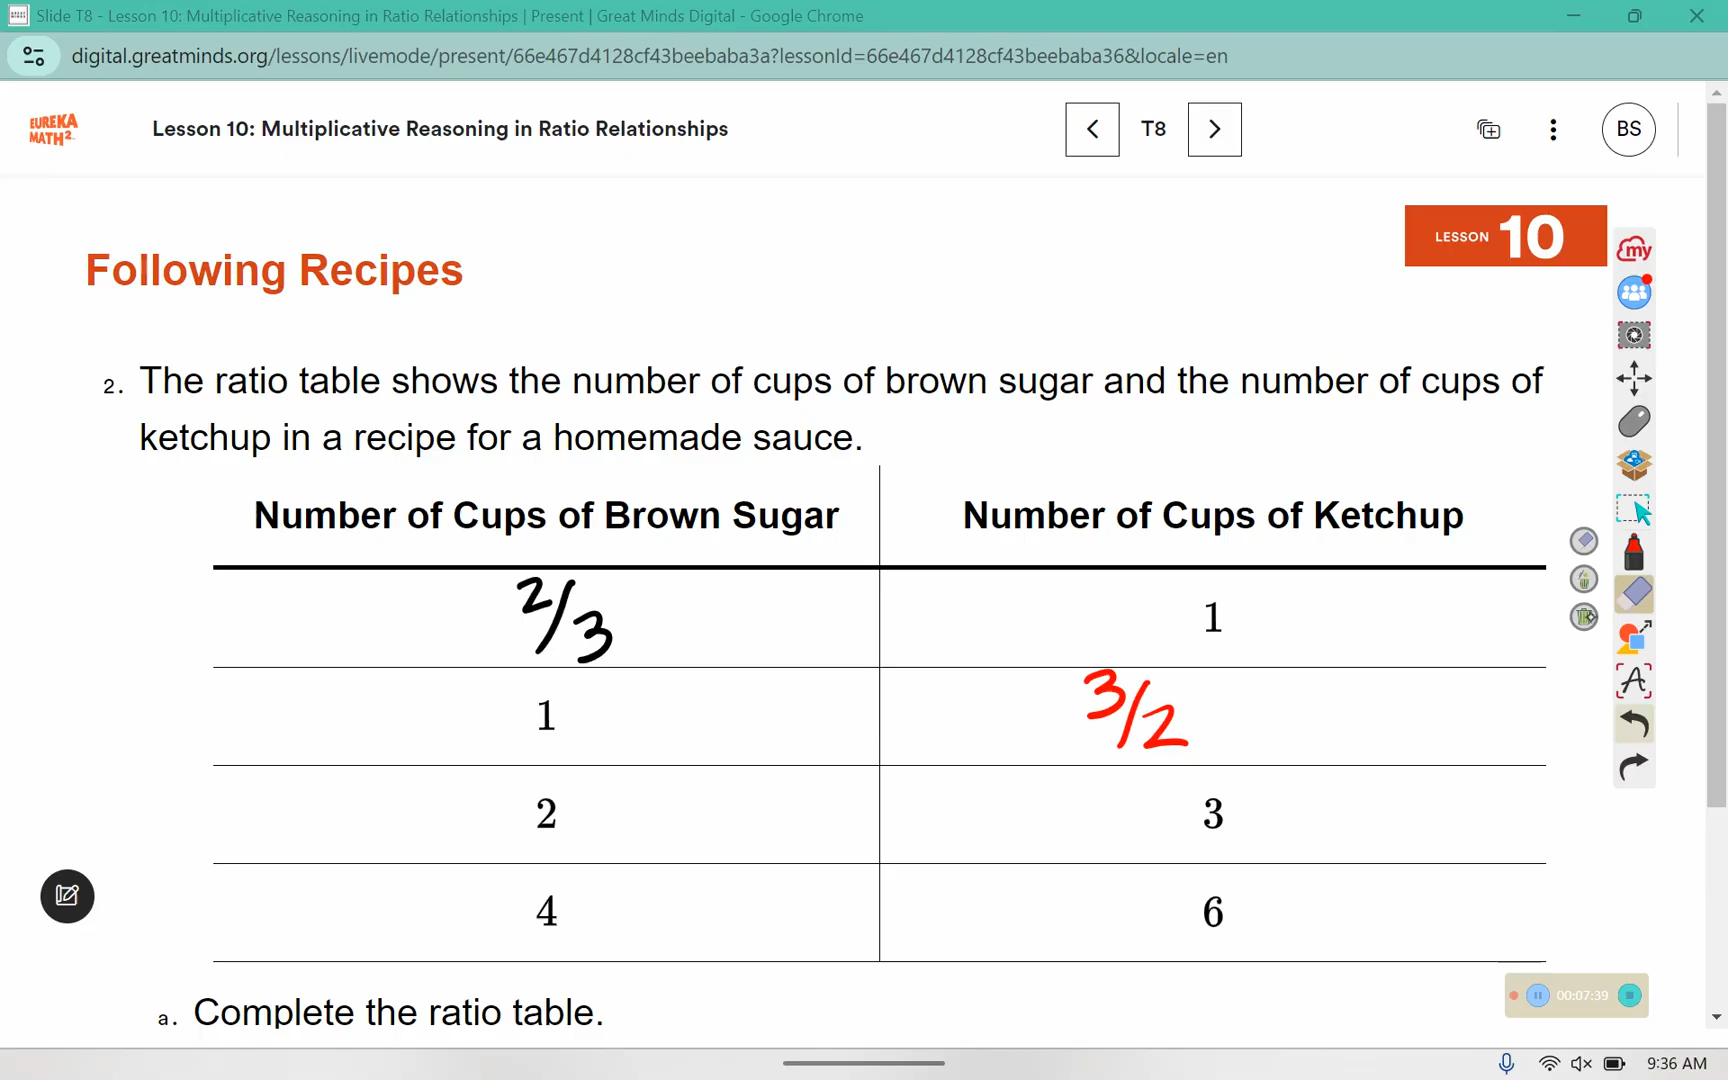 Slide T8 - Lesson 10: Multiplicative Reasoning in Ratio Relationships | Present | Great Minds Digital - Google Chrome
digital.greatminds.org/lessons/livemode/present/66e467d4128cf43beebaba3a?lessonId=66e467d4128cf43beebaba36&locale=en
EUREKA
MATH²
Lesson 10: Multiplicative Reasoning in Ratio Relationships
T8
BS
LESSON 10
my
Following Recipes
2. The ratio table shows the number of cups of brown sugar and the number of cups of
ketchup in a recipe for a homemade sauce.
Number of Cups of Brown Sugar Number of Cups of Ketchup
2/3 1
1 3/2
2 3
4 6
a. Complete the ratio table.
00:07:39
9:36 AM